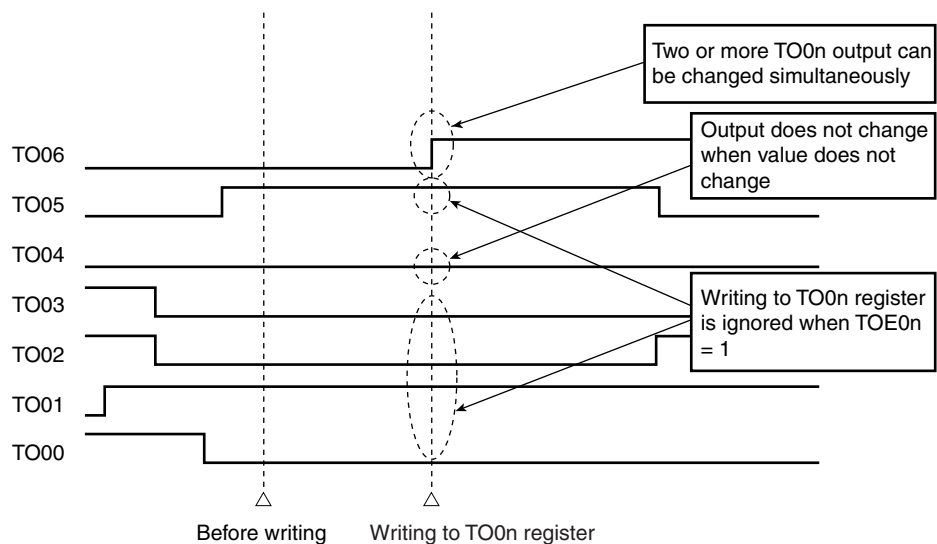 Two or more TO0n output can
be changed simultaneously
Output does not change
when value does not
change
TO06
TO05
TO04
TO03
Writing to TO0n register
is ignored when TOE0n
= 1
TO02
TO01
TO00
Before writing
Writing to TO0n register